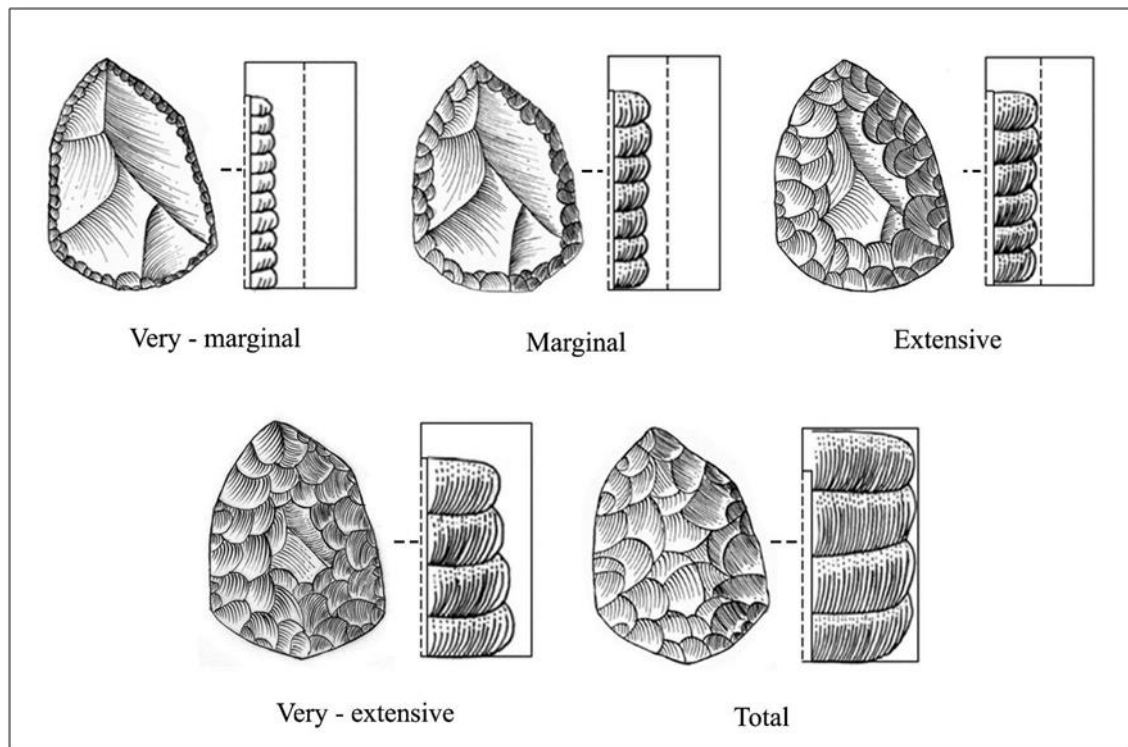 Very - marginal
Marginal
Extensive
Very - extensive
Total